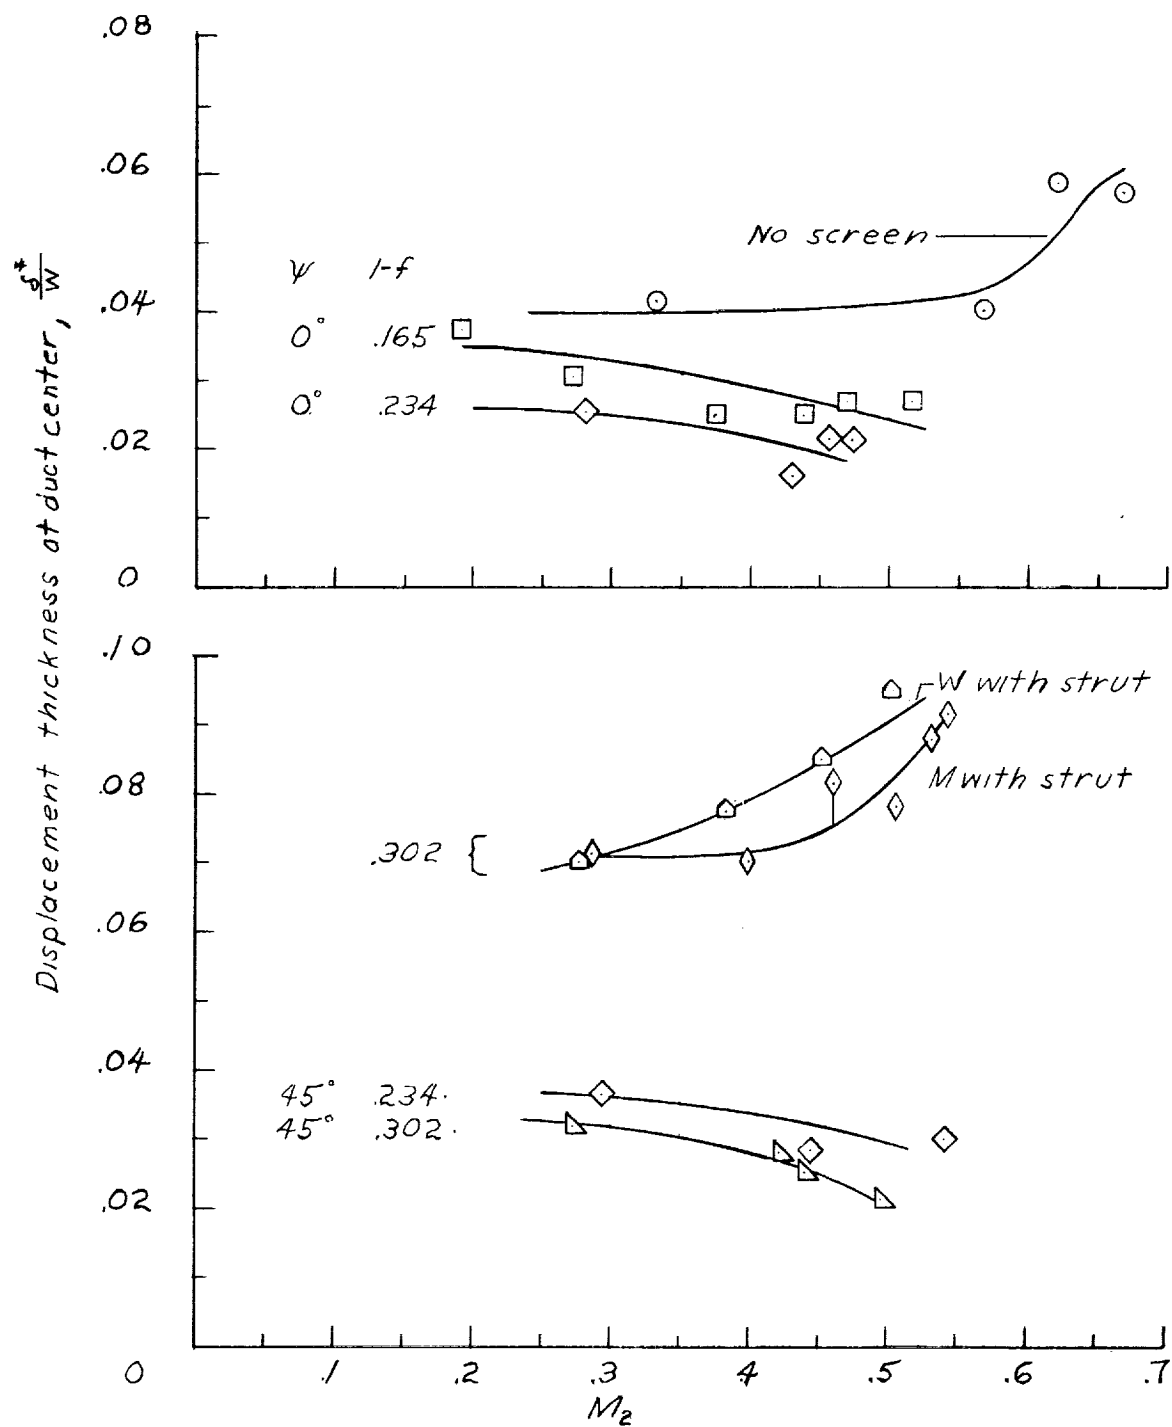 .08
.06
.04
.02
0
Displacement thickness at duct center, δ*/W
No screen
ψ 1-f
0° .165
0° .234
.10
.08
.06
.04
.02
0
W with strut
M with strut
.302 {
45° .234
45° .302
.1 .2 .3 .4 .5 .6 .7
M₂